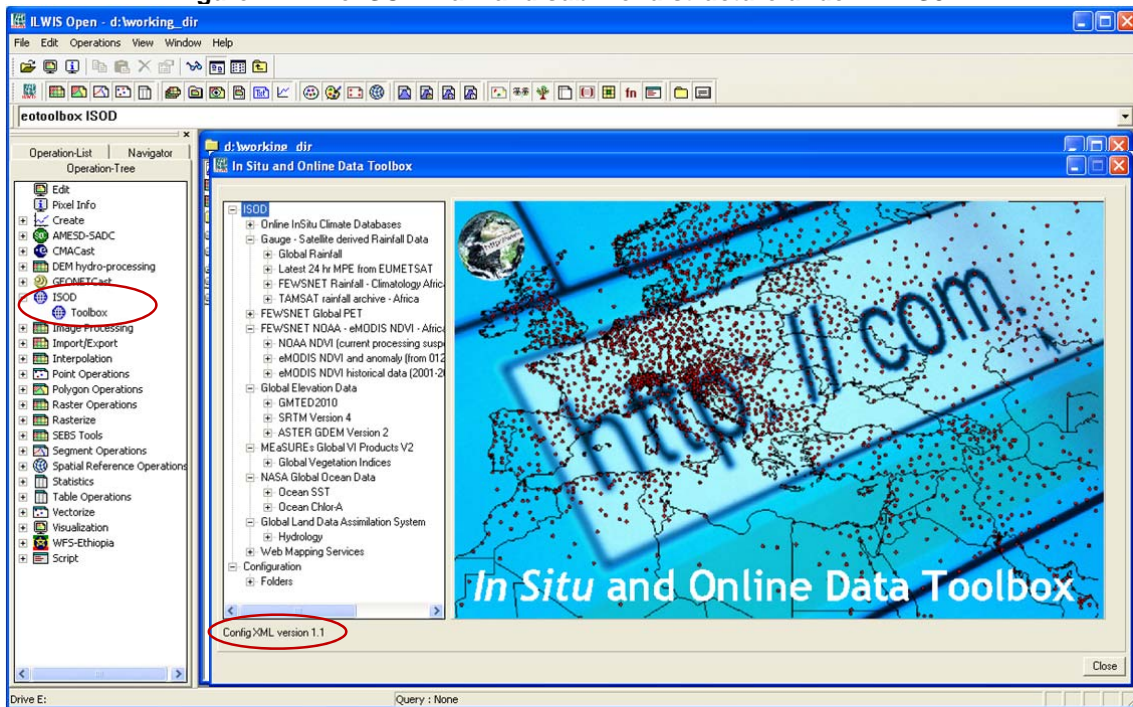 ILWIS Open - d:\working_dir
File Edit Operations View Window Help
eotoolbox ISOD
Operation-List Navigator
Operation-Tree
Edit
Pixel Info
Create
AMESD-SADC
CMACast
DEM hydro-processing
GEONETCast
ISOD
Toolbox
Image Processing
Import/Export
Interpolation
Point Operations
Polygon Operations
Raster Operations
Rasterize
SEBS Tools
Segment Operations
Spatial Reference Operations
Statistics
Table Operations
Vectorize
Visualization
WFS-Ethiopia
Script
d:\working_dir
In Situ and Online Data Toolbox
ISOD
Online InSitu Climate Databases
Gauge - Satellite derived Rainfall Data
Global Rainfall
Latest 24 hr MPE from EUMETSAT
FEWSNET Rainfall - Climatology Afric
TAMSAT rainfall archive - Africa
FEWSNET Global PET
FEWSNET NOAA - eMODIS NDVI - Afric
NOAA NDVI (current processing susp
eMODIS NDVI and anomaly (from 012
eMODIS NDVI historical data (2001-2
Global Elevation Data
GMTED2010
SRTM Version 4
ASTER GDEM Version 2
MEaSUREs Global VI Products V2
Global Vegetation Indices
NASA Global Ocean Data
Ocean SST
Ocean Chlor-A
Global Land Data Assimilation System
Hydrology
Web Mapping Services
Configuration
Folders
http://www
http://com
In Situ and Online Data Toolbox
Config XML version 1.1
Close
Drive E:
Query : None